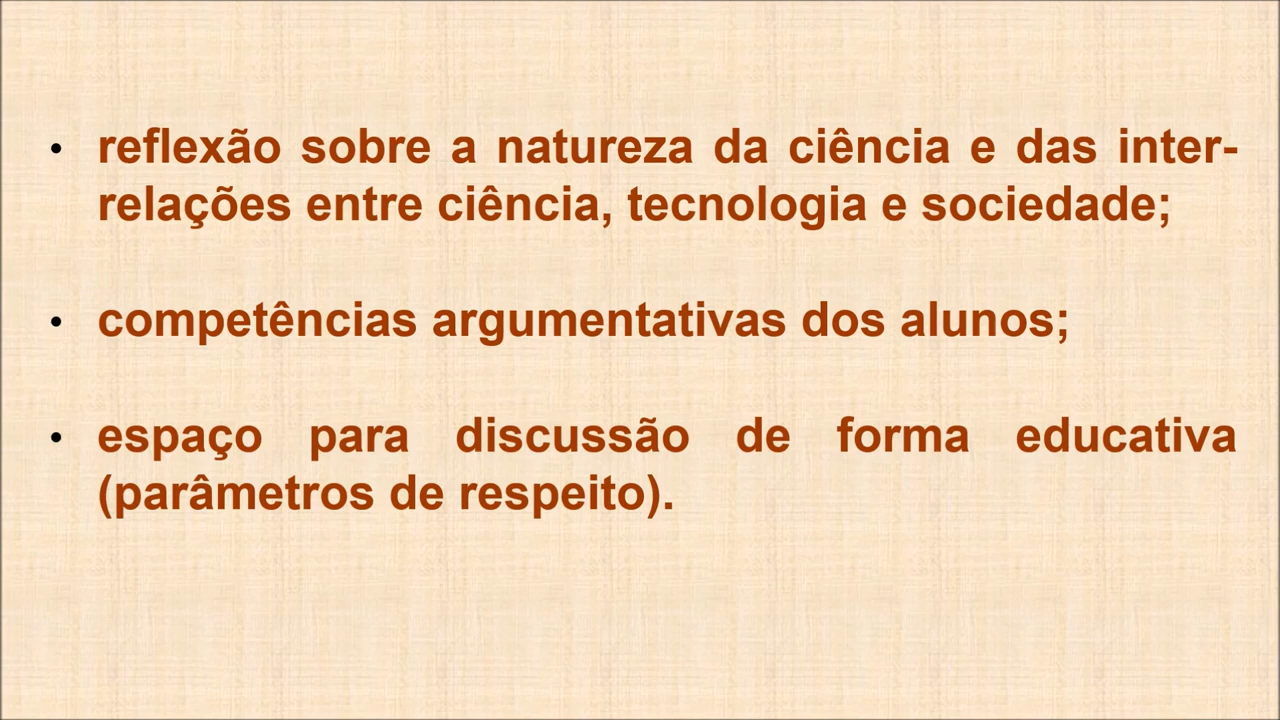 • reflexão sobre a natureza da ciência e das inter-
relações entre ciência, tecnologia e sociedade;
• competências argumentativas dos alunos;
• espaço para discussão de forma educativa
(parâmetros de respeito).